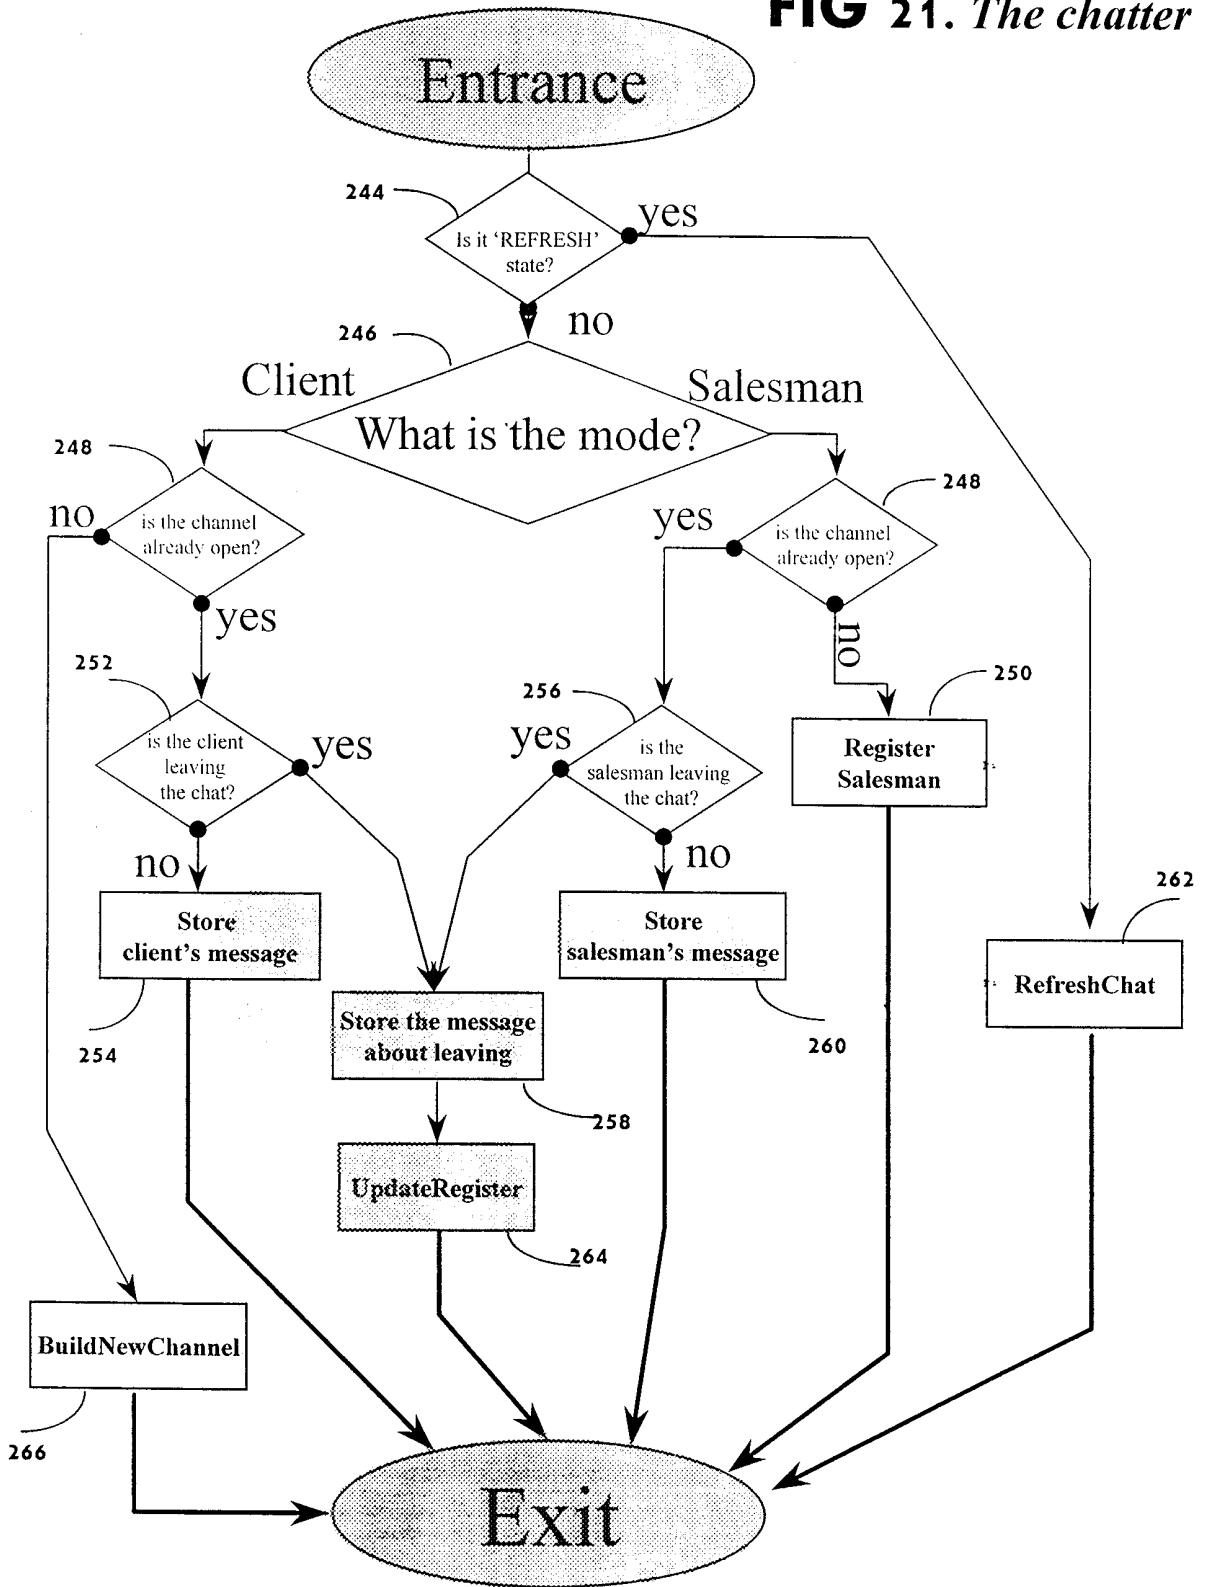 FIG 21. The chatter
Entrance
244
yes
Is it 'REFRESH'
state?
no
246
Client
Salesman
What is the mode?
248
no
is the channel
already open?
yes
248
yes
is the channel
already open?
no
252
is the client
leaving
the chat?
yes
no
256
yes
is the
salesman leaving
the chat?
no
250
Register
Salesman
262
RefreshChat
Store
client's message
254
Store
salesman's message
260
Store the message
about leaving
258
UpdateRegister
264
BuildNewChannel
266
Exit